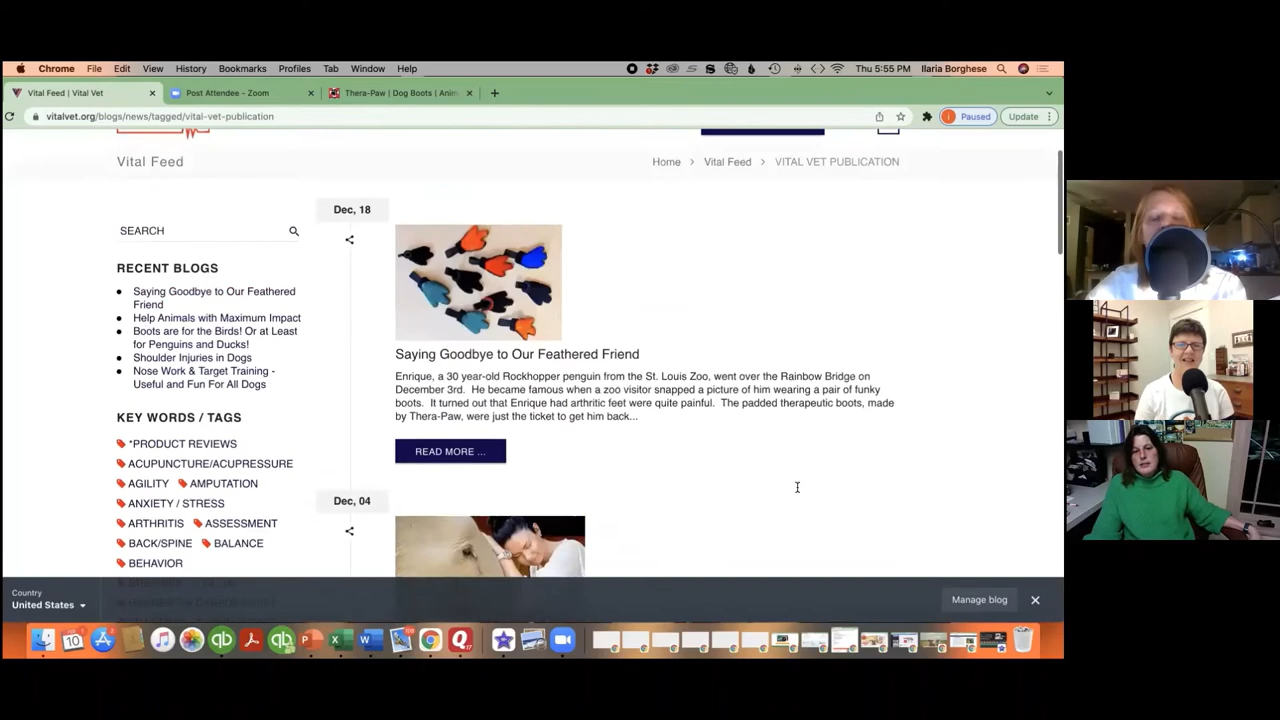 Chrome File Edit View History Bookmarks Profiles Tab Window Help Thu 5:55 PM Ilaria Borghese
Vital Feed | Vital Vet Post Attendee - Zoom Thera-Paw | Dog Boots | Anim
vitalvet.org/blogs/news/tagged/vital-vet-publication Paused Update
Vital Feed
Home > Vital Feed > VITAL VET PUBLICATION
SEARCH
RECENT BLOGS
Saying Goodbye to Our Feathered
Friend
Help Animals with Maximum Impact
Boots are for the Birds! Or at Least
for Penguins and Ducks!
Shoulder Injuries in Dogs
Nose Work & Target Training -
Useful and Fun For All Dogs
KEY WORDS / TAGS
*PRODUCT REVIEWS
ACUPUNCTURE/ACUPRESSURE
AGILITY AMPUTATION
ANXIETY / STRESS
ARTHRITIS ASSESSMENT
BACK/SPINE BALANCE
BEHAVIOR
Dec, 18
Saying Goodbye to Our Feathered Friend
Enrique, a 30 year-old Rockhopper penguin from the St. Louis Zoo, went over the Rainbow Bridge on
December 3rd. He became famous when a zoo visitor snapped a picture of him wearing a pair of funky
boots. It turned out that Enrique had arthritic feet were quite painful. The padded therapeutic boots, made
by Thera-Paw, were just the ticket to get him back...
READ MORE ...
Dec, 04
Country
United States
Manage blog